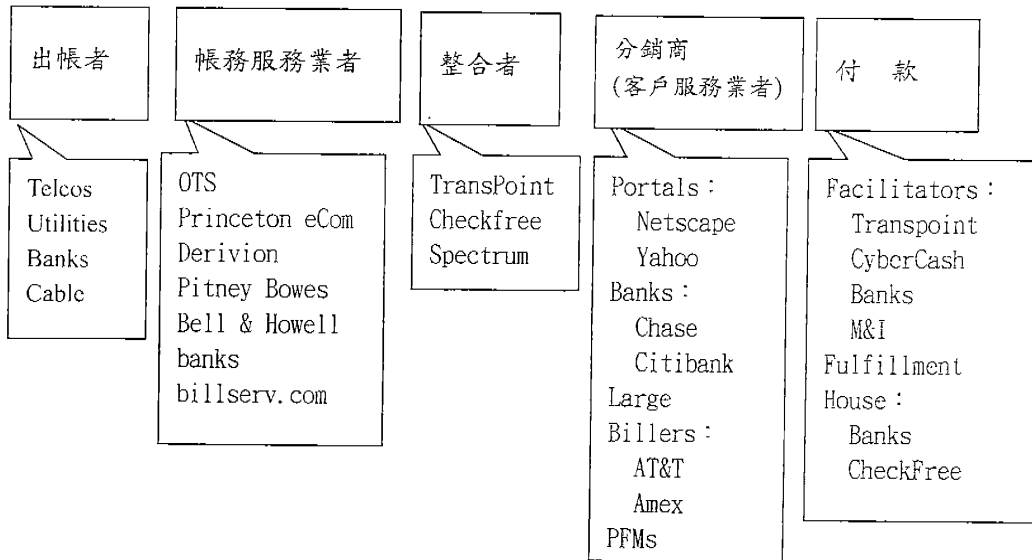 出帳者
帳務服務業者
整合者
分銷商
(客戶服務業者)
付 款
Telcos
Utilities
Banks
Cable
OTS
Princeton eCom
Derivion
Pitney Bowes
Bell & Howell
banks
billserv.com
TransPoint
Checkfree
Spectrum
Portals：
Netscape
Yahoo
Banks：
Chase
Citibank
Large
Billers：
AT&T
Amex
PFMs
Facilitators：
Transpoint
CyberCash
Banks
M&I
Fulfillment
House：
Banks
CheckFree